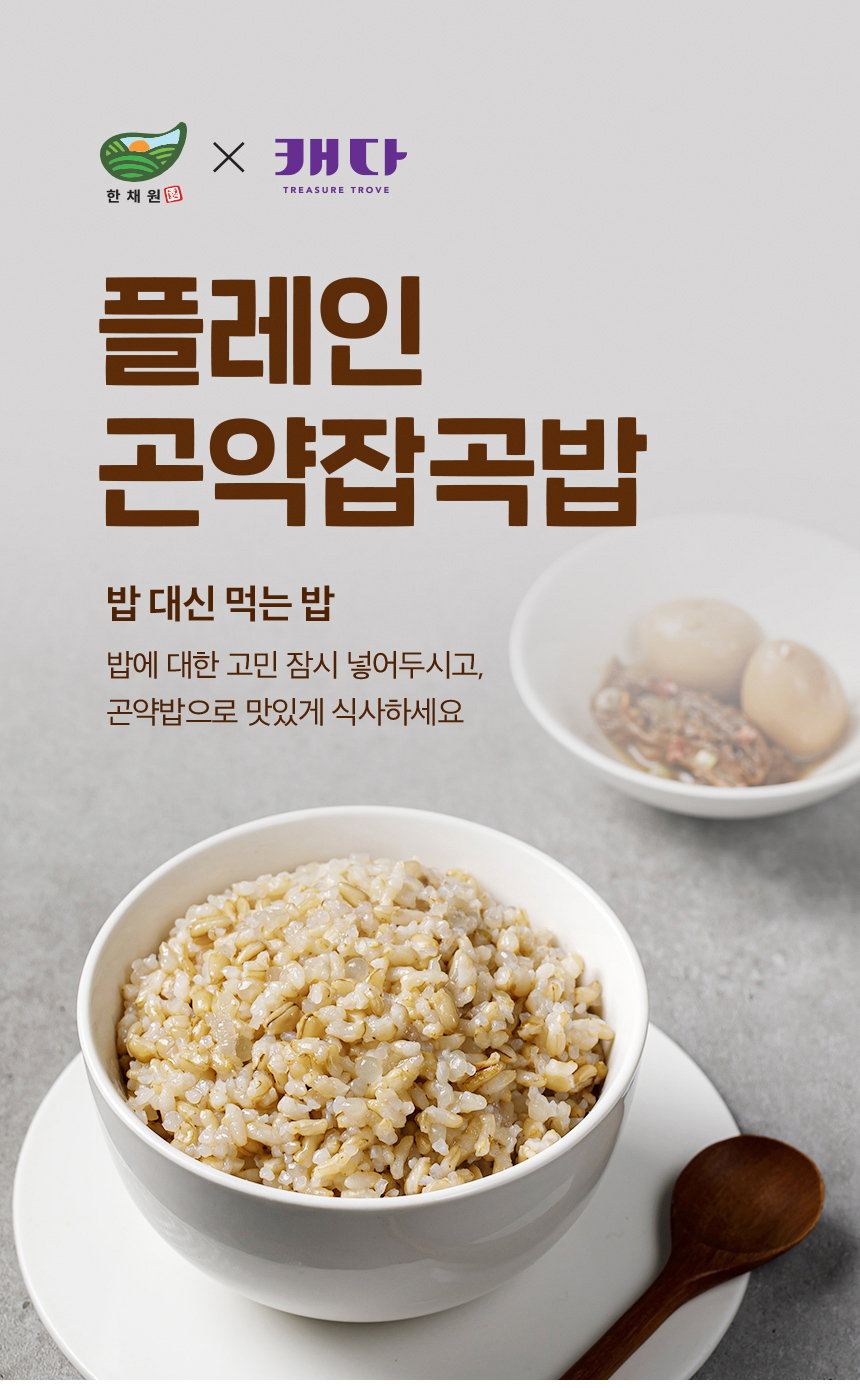 한채원 × 캐다
TREASURE TROVE
플레인
곤약잡곡밥
밥 대신 먹는 밥
밥에 대한 고민 잠시 넣어두시고,
곤약밥으로 맛있게 식사하세요